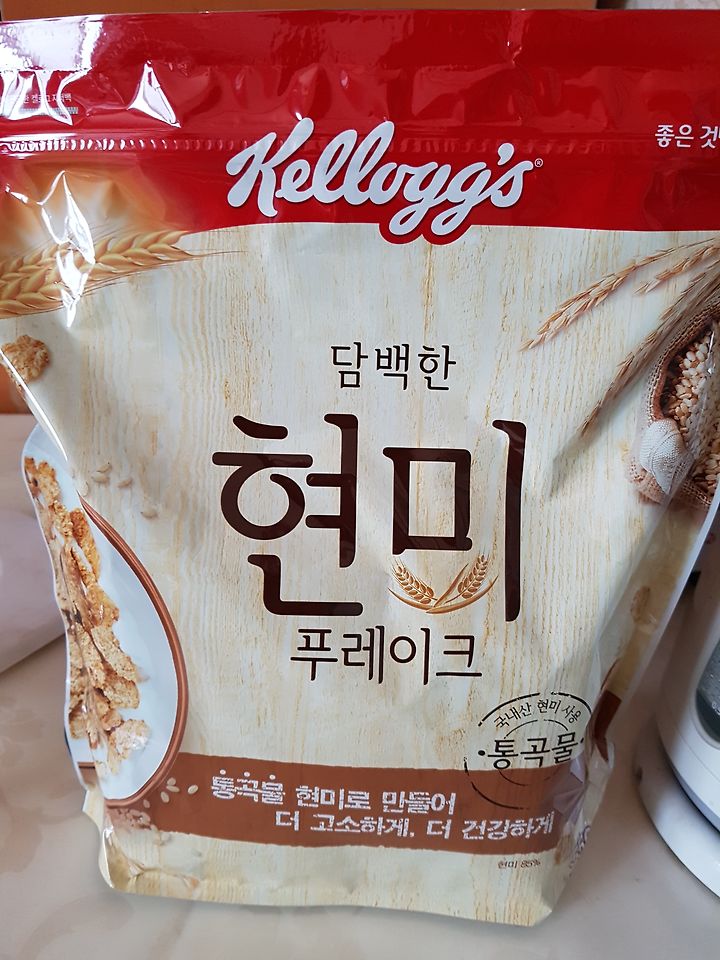 Kellogg's
좋은 것
담백한
현미
푸레이크
국내산 현미 사용
통곡물
통곡물 현미로 만들어
더 고소하게, 더 건강하게
현미 85%